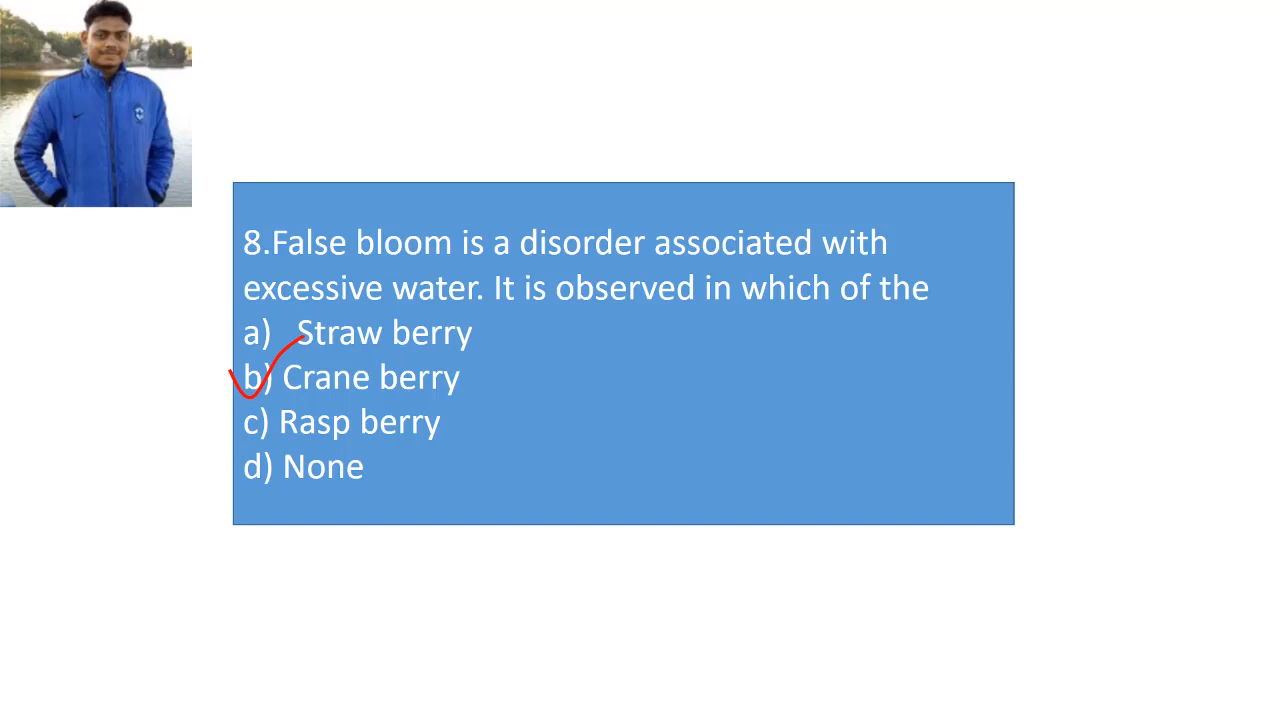 8.False bloom is a disorder associated with
excessive water. It is observed in which of the
a) Straw berry
b) Crane berry
c) Rasp berry
d) None